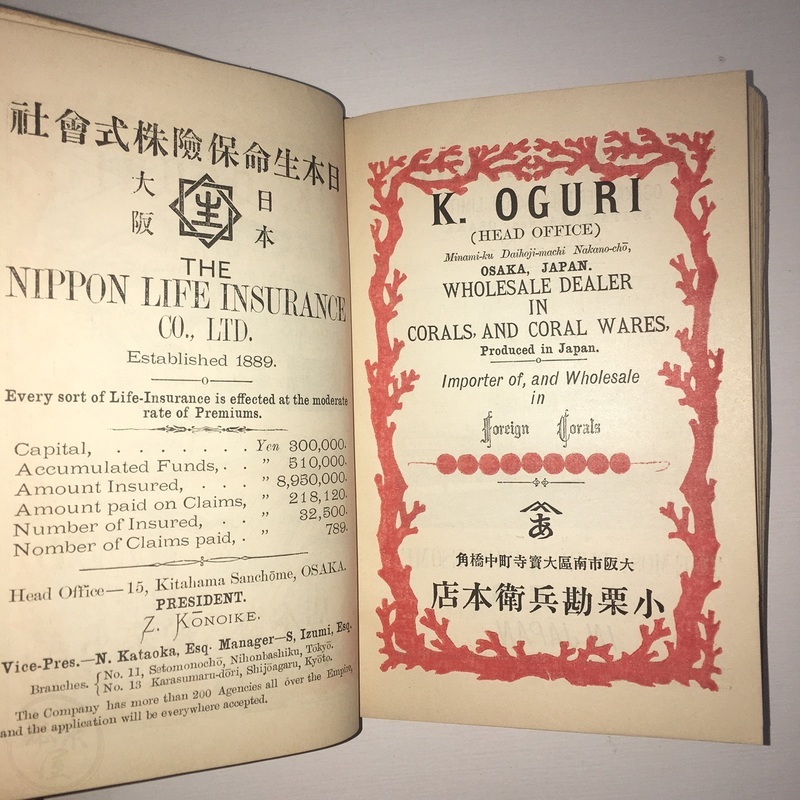 社會式株險保命生本日
大阪
生
日本
THE
NIPPON LIFE INSURANCE
CO., LTD.
Established 1889.
Every sort of Life-Insurance is effected at the moderate
rate of Premiums.
Capital, . . . . . . . Yen 300,000.
Accumulated Funds, . . " 510,000.
Amount Insured, . . . " 8,950,000.
Amount paid on Claims, " 218,120.
Number of Insured, . . " 32,500.
Nomber of Claims paid, . " 789.
Head Office—15, Kitahama Sanchōme, OSAKA.
PRESIDENT.
Z. KŌNOIKE.
Vice-Pres.—N. Kataoka, Esq. Manager—S, Izumi, Esq.
Branches. { No. 11, Setomonochō, Nihonbashiku, Tōkyō.
No. 13 Karasumaru-dōri, Shijōagaru, Kyōto.
The Company has more than 200 Agencies all over the Empire,
and the application will be everywhere accepted.
K. OGURI
(HEAD OFFICE)
Minami-ku Daihoji-machi Nakano-chō,
OSAKA, JAPAN.
WHOLESALE DEALER
IN
CORALS, AND CORAL WARES,
Produced in Japan.
Importer of, and Wholesale
in
Foreign Corals
あ
角橋中町寺寳大區南市阪大
店本衛兵勘栗小